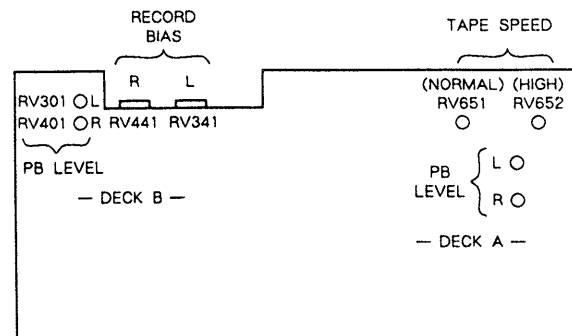 RECORD
BIAS
TAPE SPEED
R L
(NORMAL) (HIGH)
RV301 L
RV651 RV652
RV401 R RV441 RV341
PB LEVEL
PB
LEVEL
L
R
— DECK B —
— DECK A —